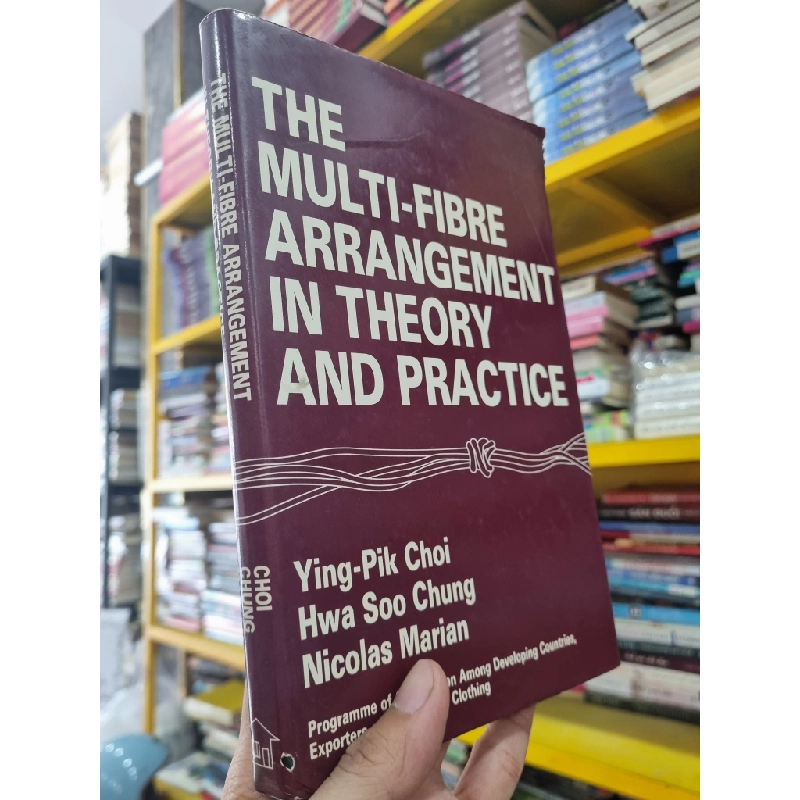 THE
MULTI-FIBRE
ARRANGEMENT
IN THEORY
AND PRACTICE
Ying-Pik Choi
Hwa Soo Chung
Nicolas Marian
Programme of on Among Developing Countries,
Exporters Clothing
THE MULTI-FIBRE ARRANGEMENT
CHOI
CHUNG